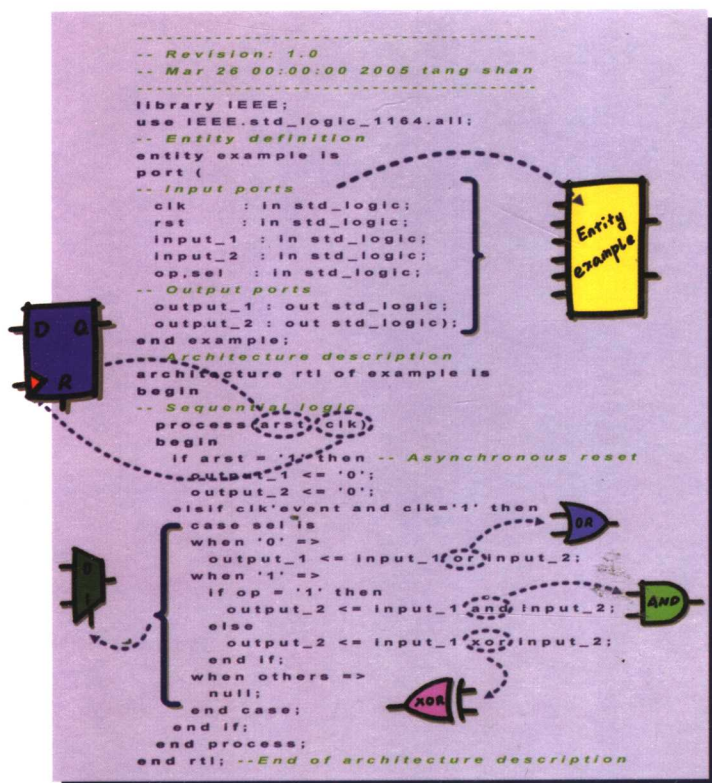 ----------------------------------------
-- Revision: 1.0
-- Mar 26 00:00:00 2005 tang shan
----------------------------------------
library IEEE;
use IEEE.std_logic_1164.all;
-- Entity definition
entity example is
port (
-- Input ports
clk : in std_logic;
rst : in std_logic;
input_1 : in std_logic;
input_2 : in std_logic;
op,sel : in std_logic;
-- Output ports
output_1 : out std_logic;
output_2 : out std_logic);
end example;
Architecture description
architecture rtl of example is
begin
-- Sequential logic
process(arst, clk)
begin
if arst = '1' then -- Asynchronous reset
output_1 <= '0';
output_2 <= '0';
elsif clk'event and clk='1' then
case sel is
when '0' =>
output_1 <= input_1 or input_2;
when '1' =>
if op = '1' then
output_2 <= input_1 and input_2;
else
output_2 <= input_1 xor input_2;
end if;
when others =>
null;
end case;
end if;
end process;
end rtl; --End of architecture description
Entity
example
D Q
R
OR
AND
XOR
0
1